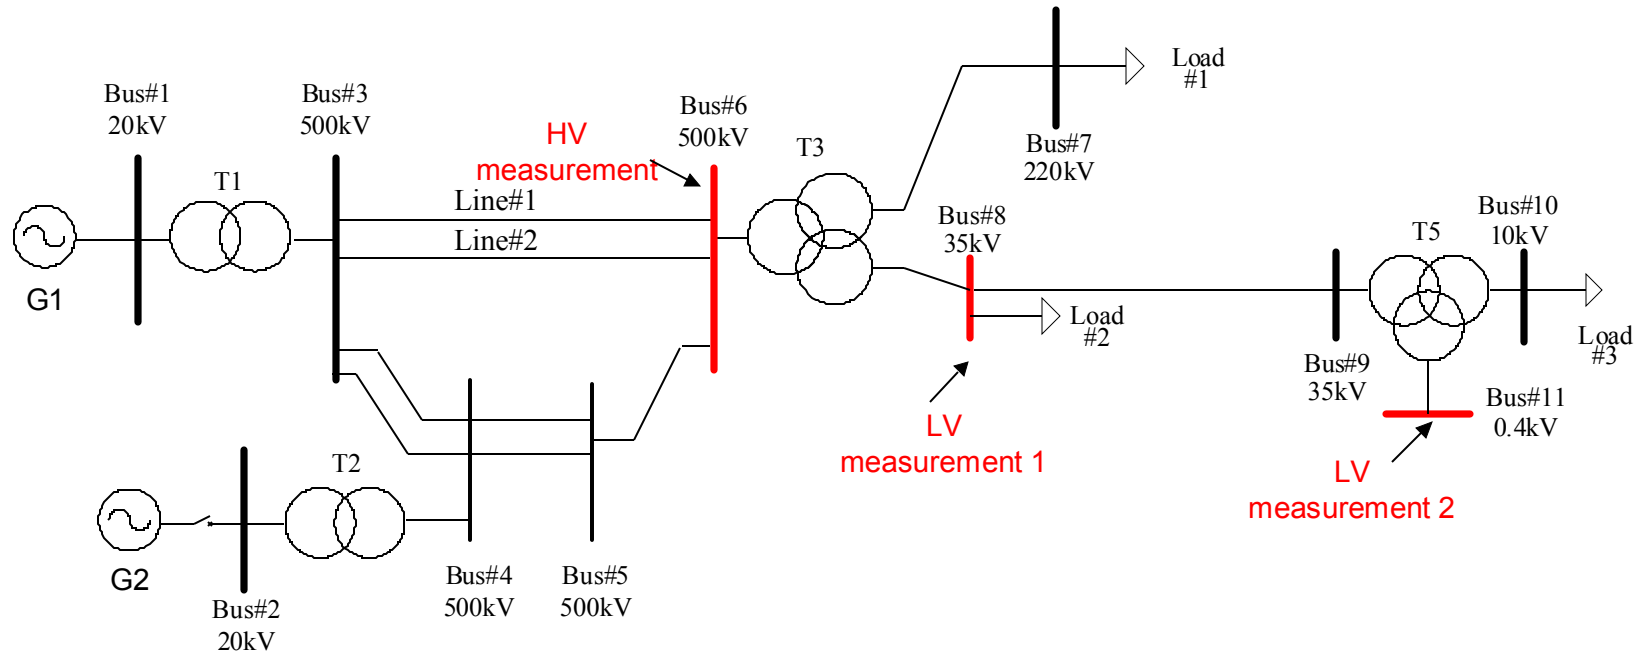 Bus#1
20kV
Bus#3
500kV
Bus#6
500kV
HV
measurement
T3
Load
#1
Bus#7
220kV
T1
Line#1
Line#2
G1
Bus#8
35kV
Load
#2
T5
Bus#10
10kV
Load
#3
Bus#9
35kV
Bus#11
0.4kV
LV
measurement 1
LV
measurement 2
T2
G2
Bus#2
20kV
Bus#4
500kV
Bus#5
500kV